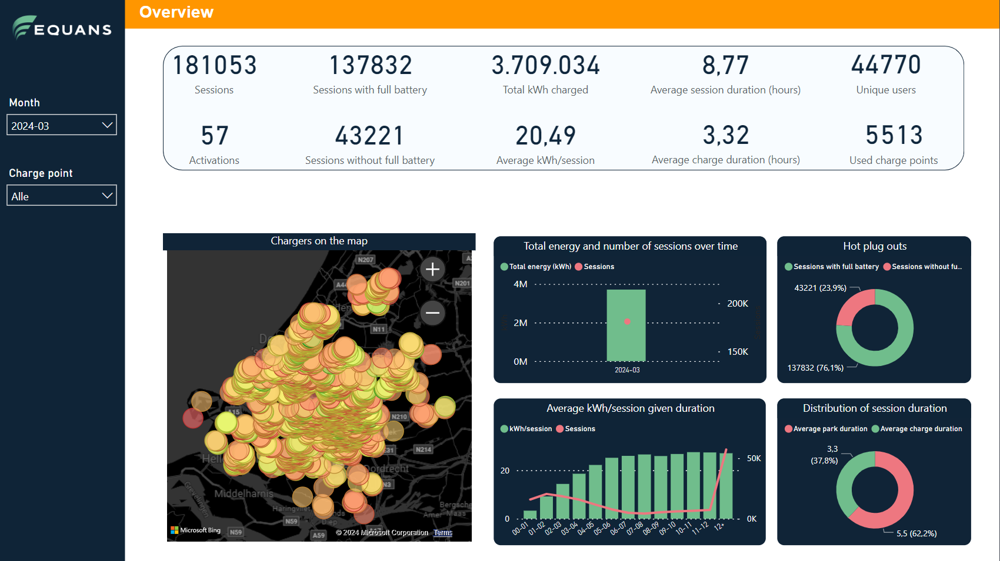 EQUANS
Overview
Month
2024-03
Charge point
Alle
181053
Sessions
137832
Sessions with full battery
3.709.034
Total kWh charged
8,77
Average session duration (hours)
44770
Unique users
57
Activations
43221
Sessions without full battery
20,49
Average kWh/session
3,32
Average charge duration (hours)
5513
Used charge points
Chargers on the map
N207
A44
N201
N11
A15
N210
N214
Dordrecht
N3
Middelharnis
Haringvliet
Bergsche
Amer Maas
Diep
Grevelingen
N59
N59
A59
Microsoft Bing
© 2024 Microsoft Corporation Terms
Total energy and number of sessions over time
Total energy (kWh) Sessions
4M
2M
0M
200K
150K
2024-03
Hot plug outs
Sessions with full battery Sessions without fu...
43221 (23,9%)
137832 (76,1%)
Average kWh/session given duration
kWh/session Sessions
20
0
50K
0K
00-01 01-02 02-03 03-04 04-05 05-06 06-07 07-08 08-09 09-10 10-11 11-12 12+
Distribution of session duration
Average park duration Average charge duration
3,3
(37,8%)
5,5 (62,2%)